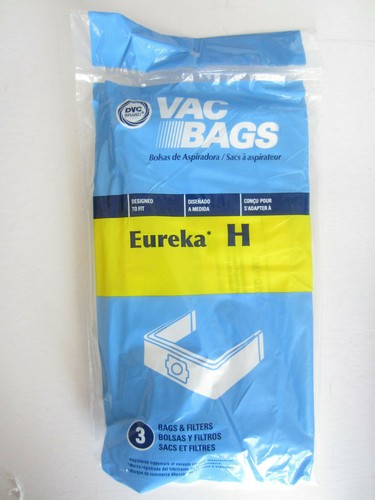 DVC
BRAND
VAC
BAGS
Bolsas de Aspiradora / Sacs à aspirateur
DESIGNED
TO FIT
DISEÑADO
A MEDIDA
CONÇU POUR
S'ADAPTER À
Eureka* H
3
BAGS & FILTERS
BOLSAS Y FILTROS
SACS ET FILTRES